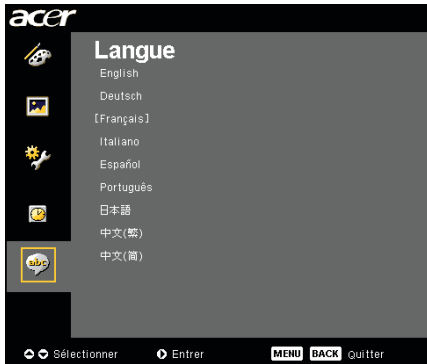 acer
Langue
English
Deutsch
[Français]
Italiano
Español
Português
日本語
中文(繁)
中文(简)
abc
Sélectionner Entrer MENU BACK Quitter